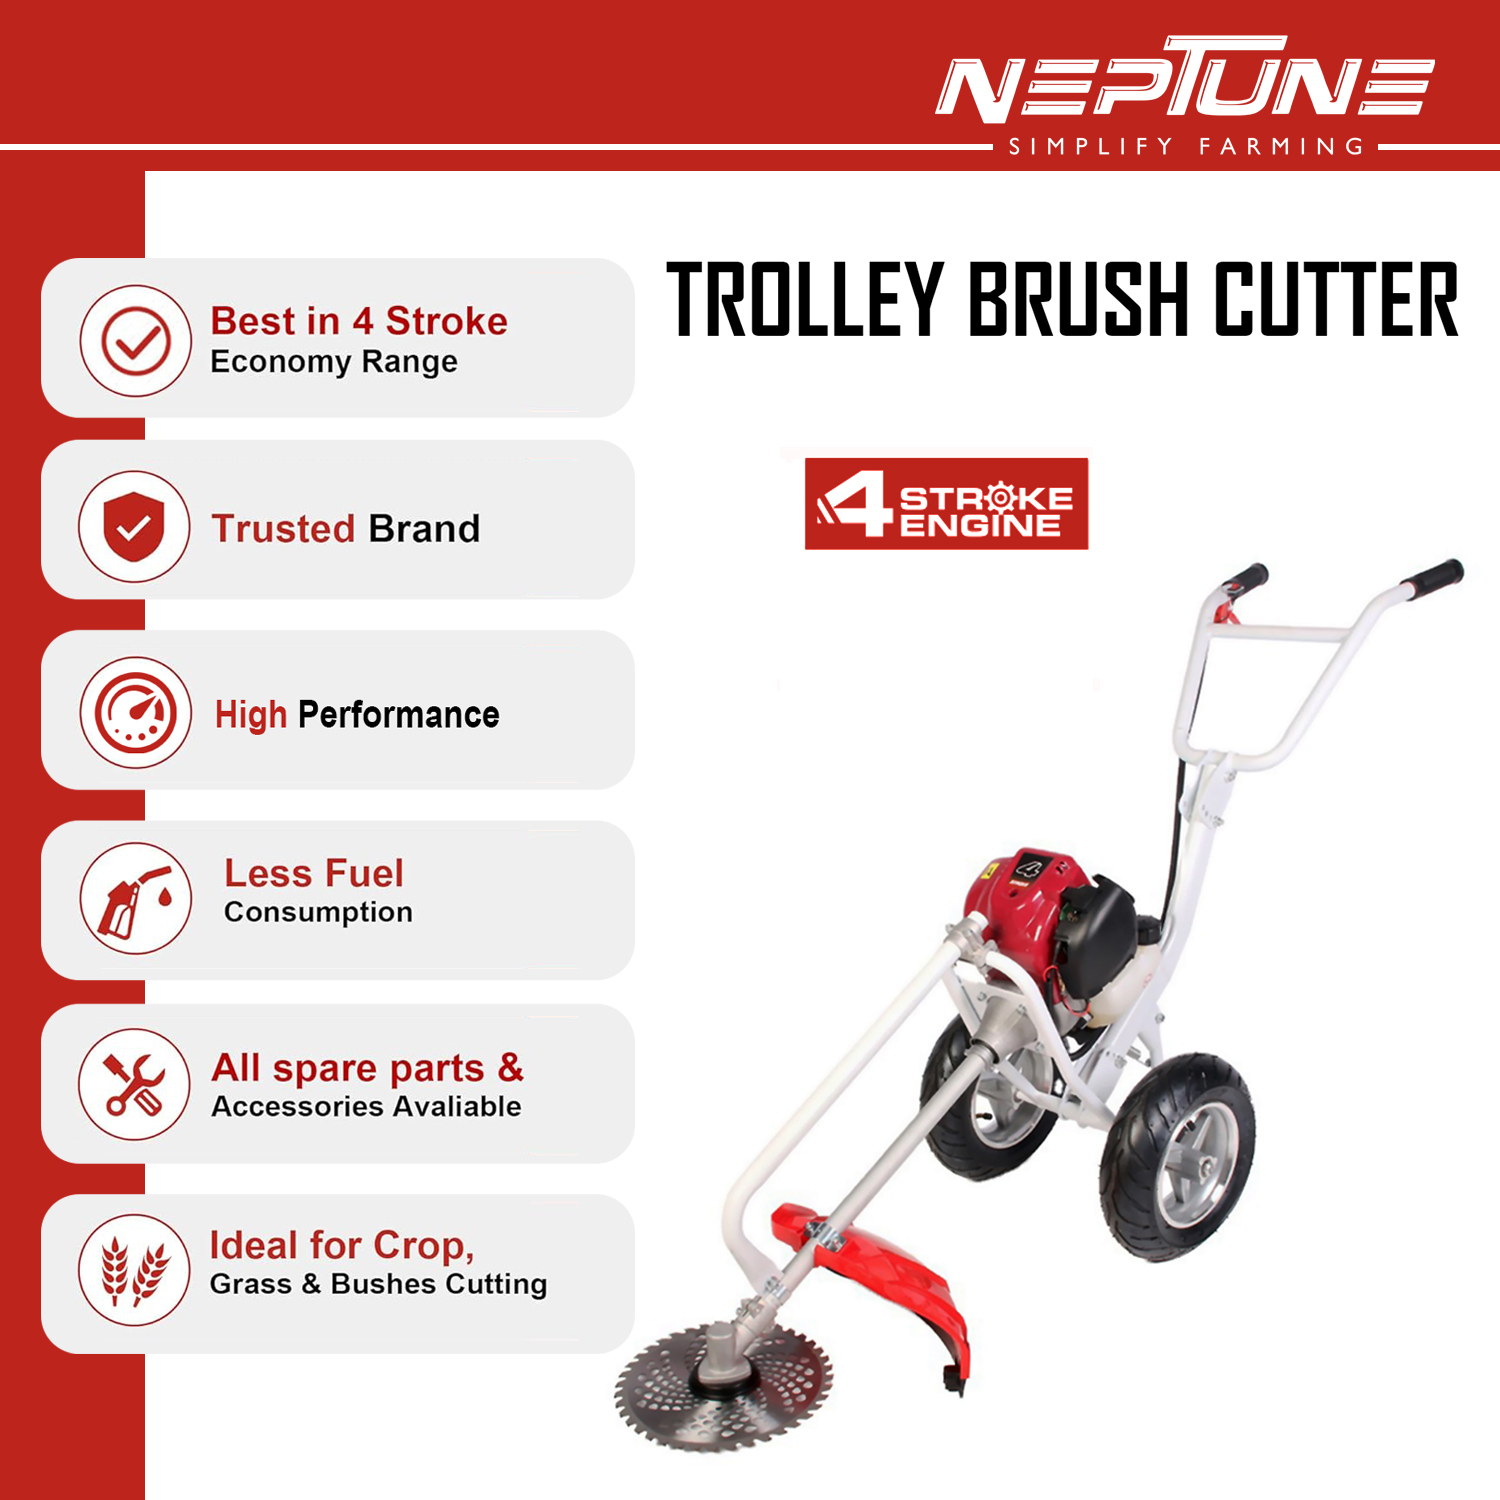 NEPTUNE
SIMPLIFY FARMING
TROLLEY BRUSH CUTTER
Best in 4 Stroke
Economy Range
Trusted Brand
High Performance
Less Fuel
Consumption
All spare parts &
Accessories Avaliable
Ideal for Crop,
Grass & Bushes Cutting
4 STROKE
ENGINE
4